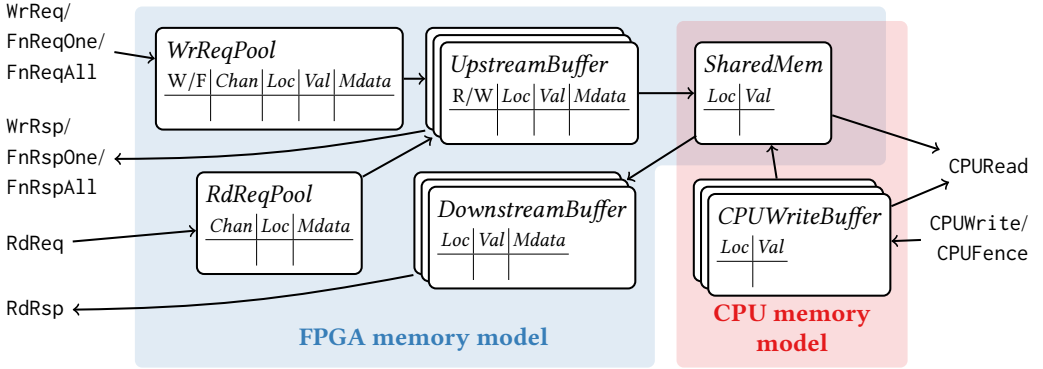 WrReq/
FnReqOne/
FnReqAll
WrRsp/
FnRspOne/
FnRspAll
RdReq
RdRsp
WrReqPool
W/F Chan Loc Val Mdata
UpstreamBuffer
R/W Loc Val Mdata
SharedMem
Loc Val
RdReqPool
Chan Loc Mdata
DownstreamBuffer
Loc Val Mdata
CPUWriteBuffer
Loc Val
CPURead
CPUWrite/
CPUFence
FPGA memory model
CPU memory
model